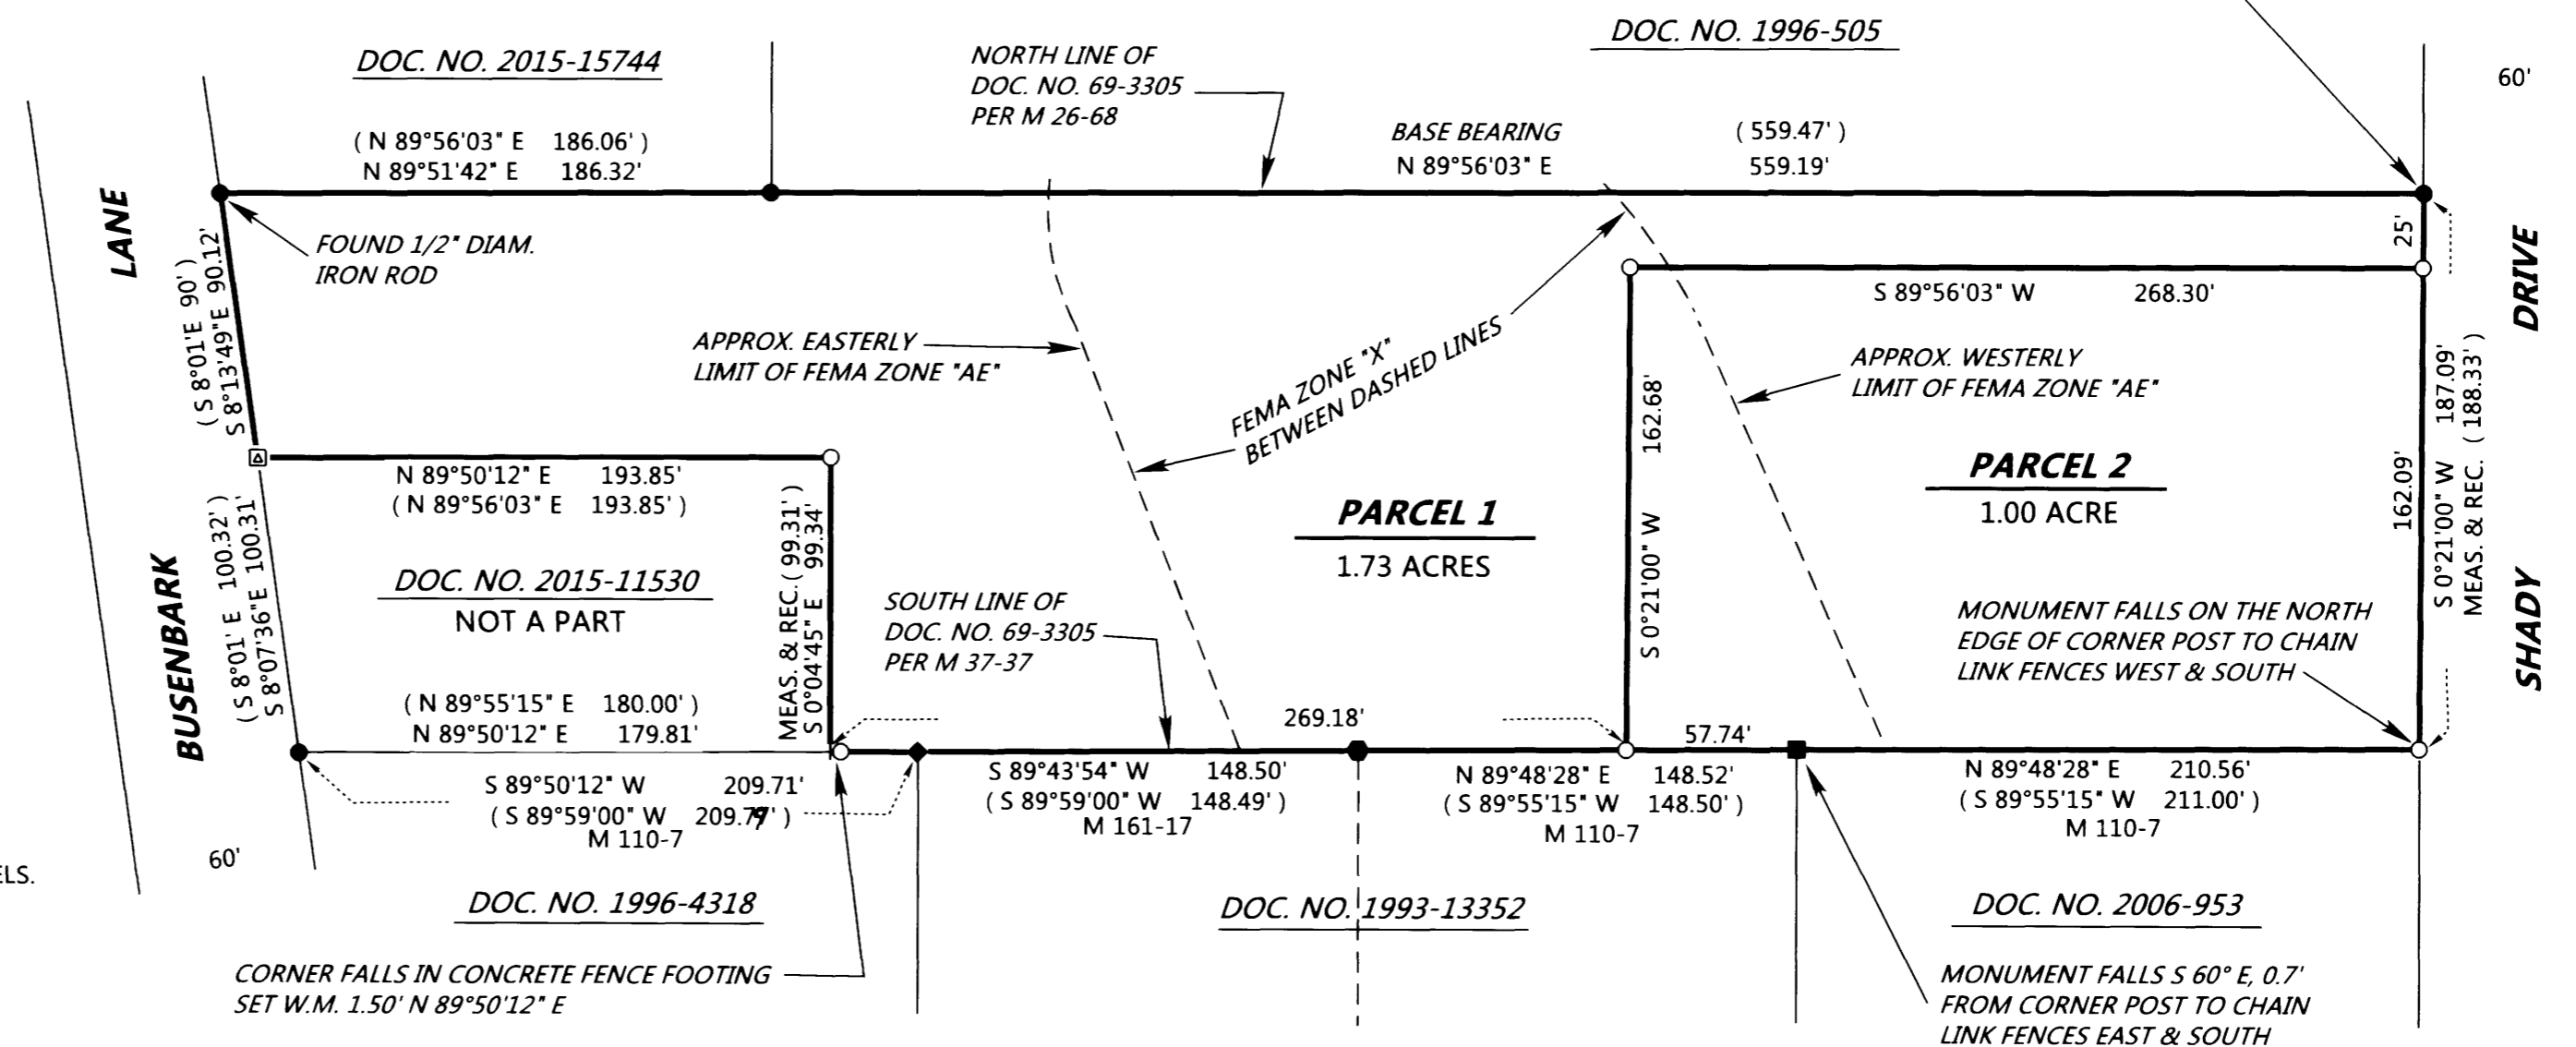 DOC. NO. 2015-15744
NORTH LINE OF
DOC. NO. 69-3305
PER M 26-68
DOC. NO. 1996-505
60'
( N 89°56'03" E 186.06' )
N 89°51'42" E 186.32'
BASE BEARING ( 559.47' )
N 89°56'03" E 559.19'
LANE
FOUND 1/2" DIAM.
IRON ROD
( S 8°01'E 90' )
S 8°13'49"E 90.12'
25'
DRIVE
S 89°56'03" W 268.30'
APPROX. EASTERLY
LIMIT OF FEMA ZONE "AE"
FEMA ZONE "X"
BETWEEN DASHED LINES
APPROX. WESTERLY
LIMIT OF FEMA ZONE "AE"
S 0°21'00" W 162.68'
PARCEL 2
1.00 ACRE
162.09'
S 0°21'00" W 187.09'
MEAS. & REC. ( 188.33' )
N 89°50'12" E 193.85'
( N 89°56'03" E 193.85' )
PARCEL 1
1.73 ACRES
BUSENBARK
( S 8°01' E 100.32' )
S 8°07'36"E 100.31'
DOC. NO. 2015-11530
NOT A PART
MEAS. & REC. ( 99.31' )
S 0°04'45" E 99.34'
SOUTH LINE OF
DOC. NO. 69-3305
PER M 37-37
MONUMENT FALLS ON THE NORTH
EDGE OF CORNER POST TO CHAIN
LINK FENCES WEST & SOUTH
SHADY
( N 89°55'15" E 180.00' )
N 89°50'12" E 179.81'
269.18'
57.74'
S 89°50'12" W 209.71'
( S 89°59'00" W )
M 110-7
S 89°43'54" W 148.50'
( S 89°59'00" W 148.49' )
M 161-17
N 89°48'28" E 148.52'
( S 89°55'15" W 148.50' )
M 110-7
N 89°48'28" E 210.56'
( S 89°55'15" W 211.00' )
M 110-7
60'
ELS.
DOC. NO. 1996-4318
DOC. NO. 1993-13352
DOC. NO. 2006-953
CORNER FALLS IN CONCRETE FENCE FOOTING
SET W.M. 1.50' N 89°50'12" E
MONUMENT FALLS S 60° E, 0.7'
FROM CORNER POST TO CHAIN
LINK FENCES EAST & SOUTH